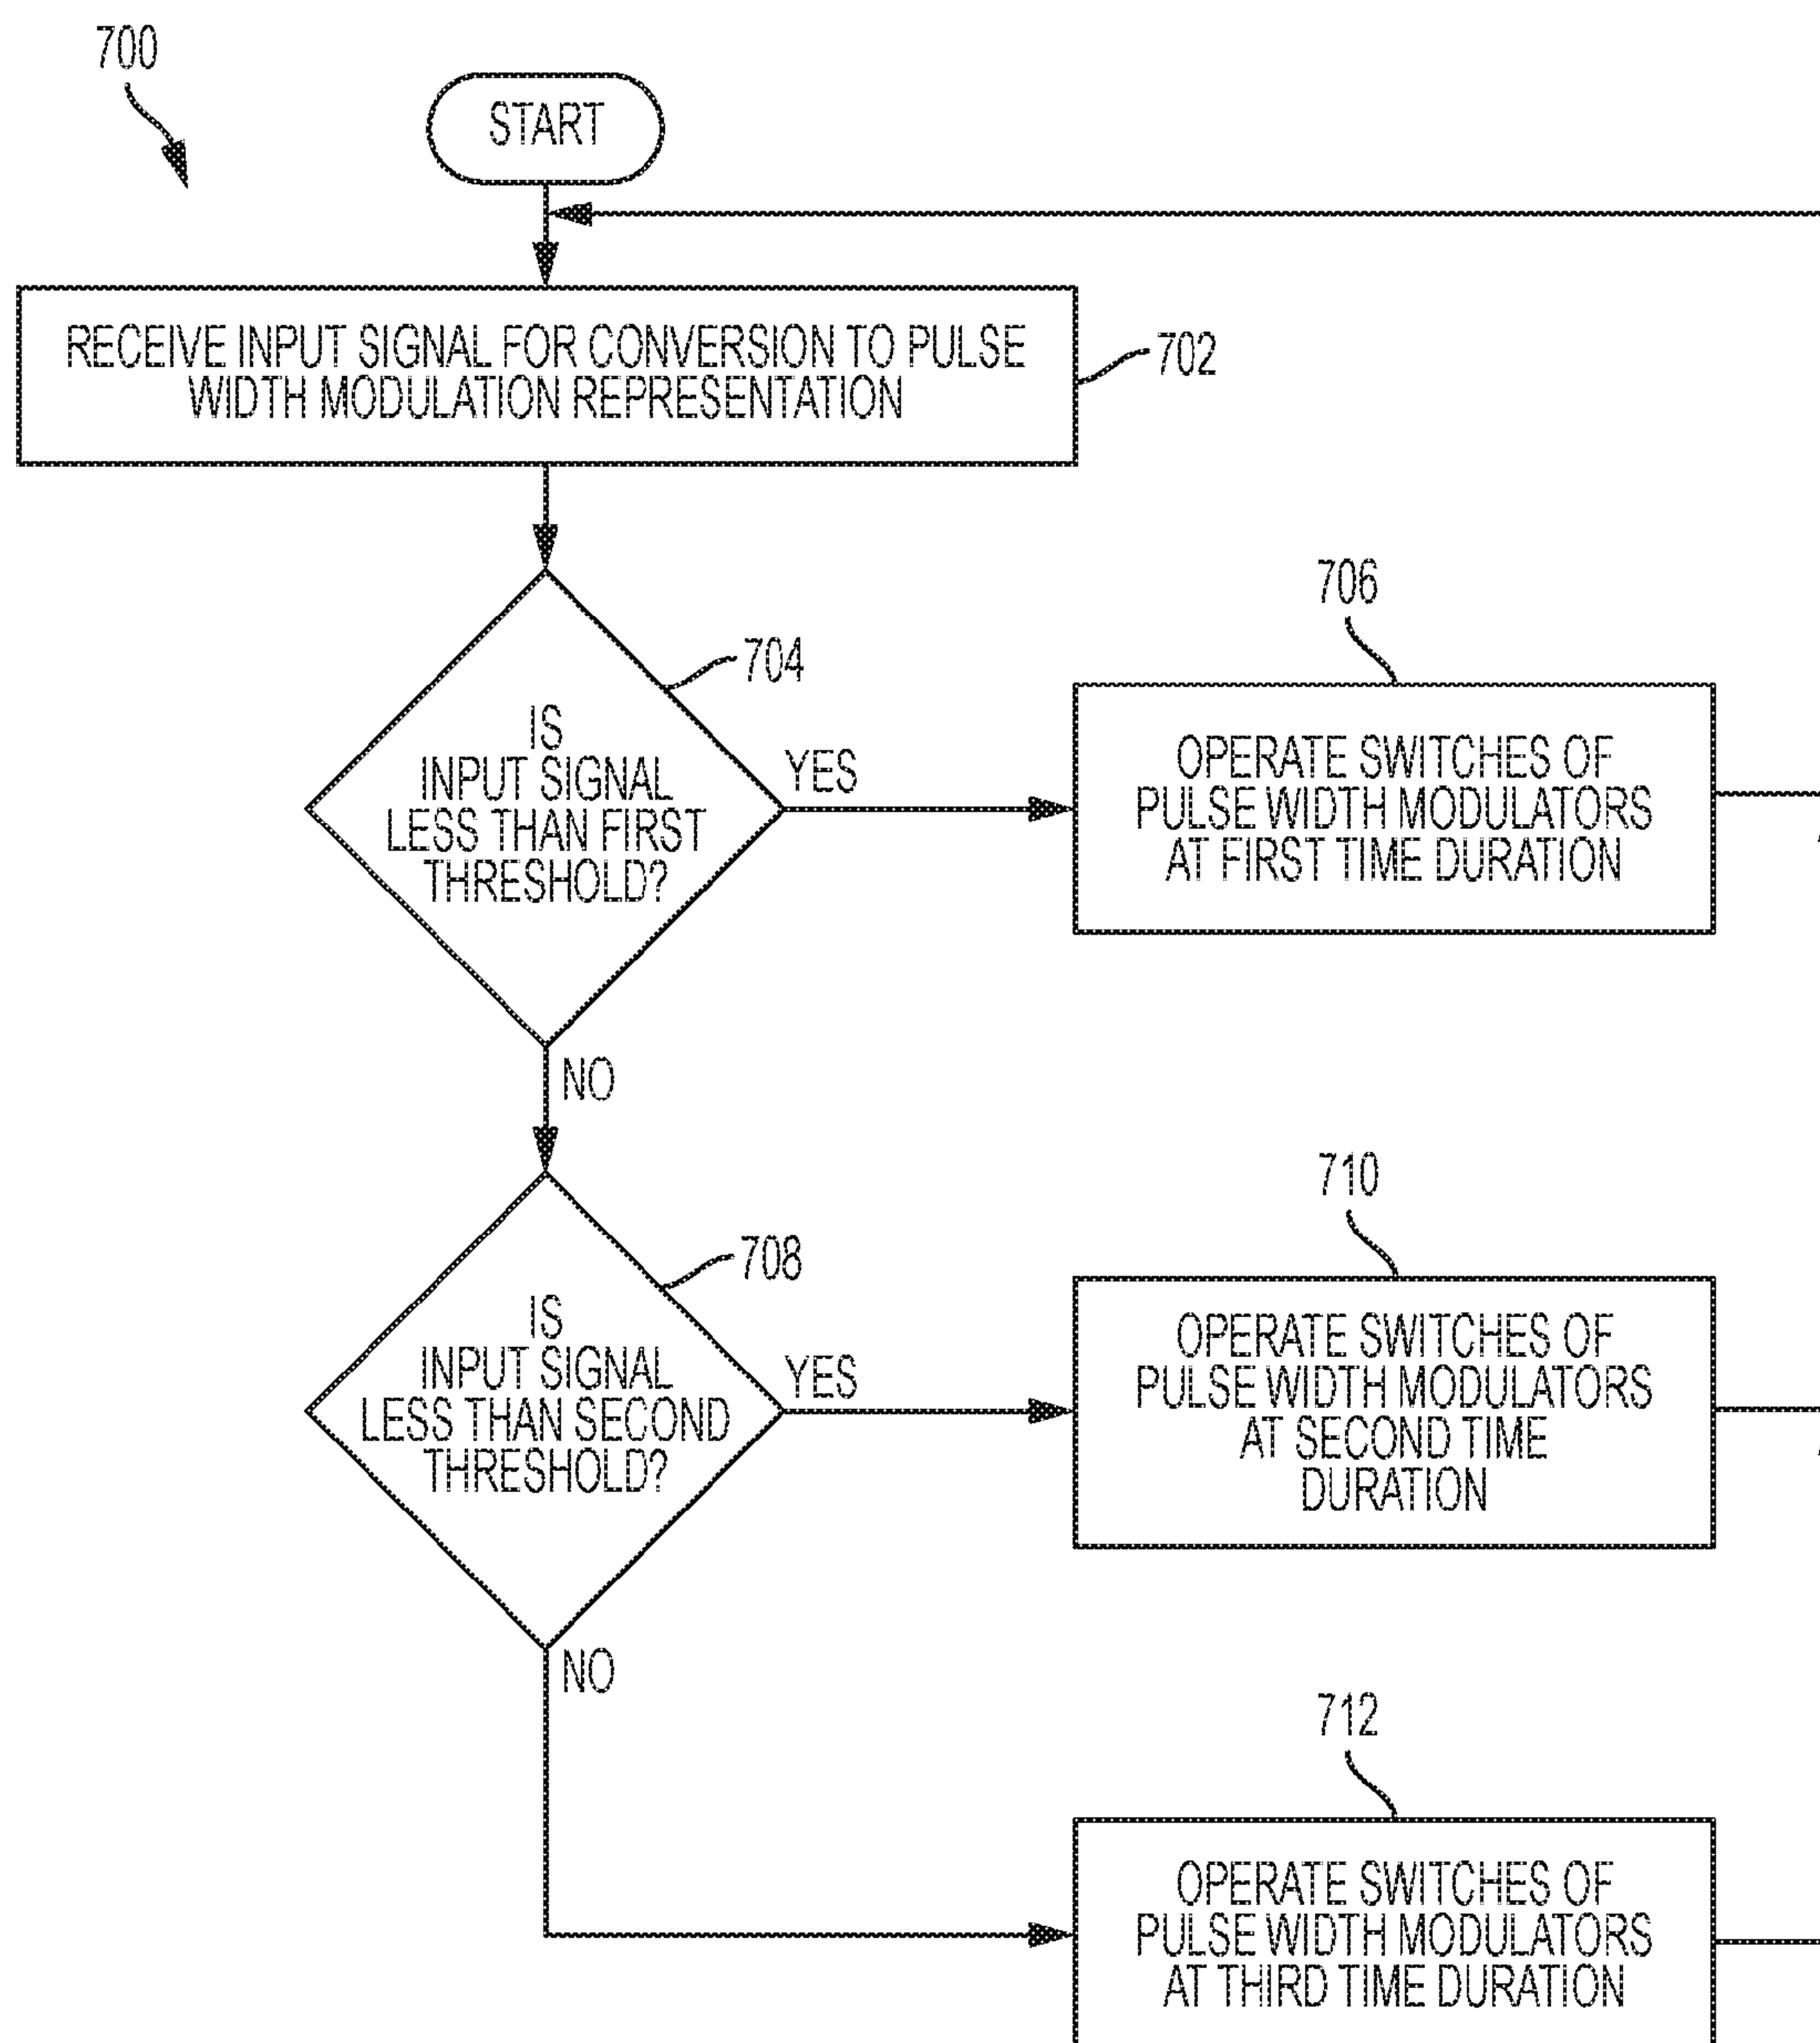 700
START
RECEIVE INPUT SIGNAL FOR CONVERSION TO PULSE
WIDTH MODULATION REPRESENTATION
702
704
IS
INPUT SIGNAL
LESS THAN FIRST
THRESHOLD?
YES
706
OPERATE SWITCHES OF
PULSE WIDTH MODULATORS
AT FIRST TIME DURATION
NO
708
IS
INPUT SIGNAL
LESS THAN SECOND
THRESHOLD?
YES
710
OPERATE SWITCHES OF
PULSE WIDTH MODULATORS
AT SECOND TIME
DURATION
NO
712
OPERATE SWITCHES OF
PULSE WIDTH MODULATORS
AT THIRD TIME DURATION